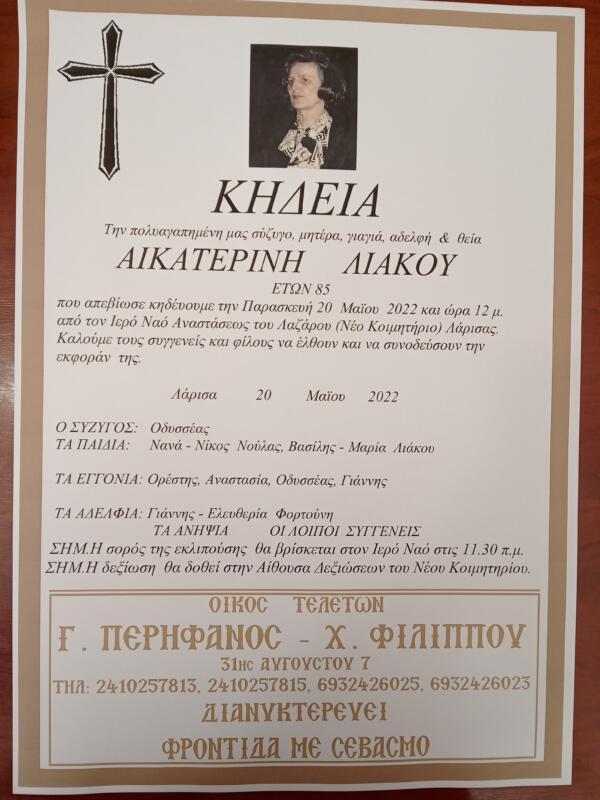 ΚΗΔΕΙΑ
Την πολυαγαπημένη μας σύζυγο, μητέρα, γιαγιά, αδελφή & θεία
ΑΙΚΑΤΕΡΙΝΗ ΛΙΑΚΟΥ
ΕΤΩΝ 85
που απεβίωσε κηδέυουμε την Παρασκευή 20 Μαΐου 2022 και ώρα 12 μ.
από τον Ιερό Ναό Αναστάσεως του Λαζάρου (Νέο Κοιμητήριο) Λάρισας.
Καλούμε τους συγγενείς και φίλους να έλθουν και να συνοδεύσουν την
εκφοράν της.
Λάρισα 20 Μαϊου 2022
Ο ΣΥΖΥΓΟΣ: Οδυσσέας
ΤΑ ΠΑΙΔΙΑ: Νανά - Νίκος Νούλας, Βασίλης - Μαρία Λιάκου
ΤΑ ΕΓΓΟΝΙΑ: Ορέστης, Αναστασία, Οδυσσέας, Γιάννης
ΤΑ ΑΔΕΛΦΙΑ: Γιάννης - Ελευθερία Φορτούνη
ΤΑ ΑΝΗΨΙΑ ΟΙ ΛΟΙΠΟΙ ΣΥΓΓΕΝΕΙΣ
ΣΗΜ.Η σορός της εκλιπούσης θα βρίσκεται στον Ιερό Ναό στις 11.30 π.μ.
ΣΗΜ.Η δεξίωση θα δοθεί στην Αίθουσα Δεξιώσεων του Νέου Κοιμητηρίου.
ΟΙΚΟΣ ΤΕΛΕΤΩΝ
Γ. ΠΕΡΗΦΑΝΟΣ - Χ. ΦΙΛΙΠΠΟΥ
31ης ΑΥΓΟΥΣΤΟΥ 7
ΤΗΛ: 2410257813, 2410257815, 6932426025, 6932426023
ΔΙΑΝΥΚΤΕΡΕΥΕΙ
ΦΡΟΝΤΙΔΑ ΜΕ ΣΕΒΑΣΜΟ